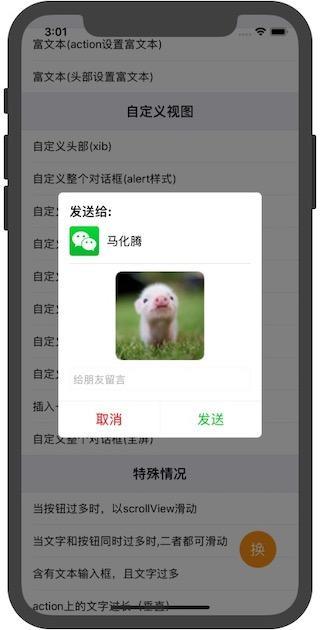 3:01
富文本(action设置富文本)
富文本(头部设置富文本)
自定义视图
自定义头部(xib)
自定义整个对话框(alert样式)
自定义
发送给:
自定义
马化腾
自定义
自定义
自定义
自定义
给朋友留言
插入一
取消
发送
自定义整个对话框(全屏)
特殊情况
当按钮过多时，以scrollView滑动
当文字和按钮同时过多时,二者都可滑动
换
含有文本输入框，且文字过多
action上的文字过长（垂直）